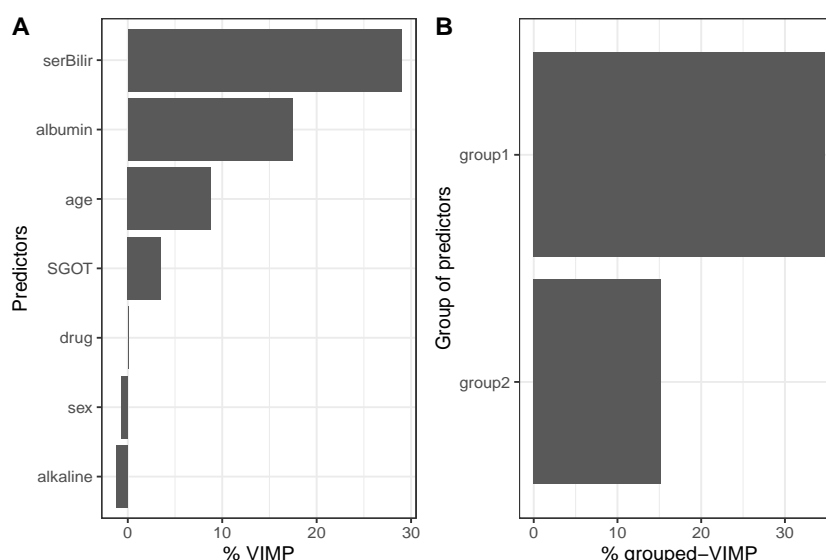 A
serBilir
albumin
age
SGOT
drug
sex
alkaline
Predictors
0 10 20 30
% VIMP
B
group1
group2
Group of predictors
0 10 20 30
% grouped−VIMP